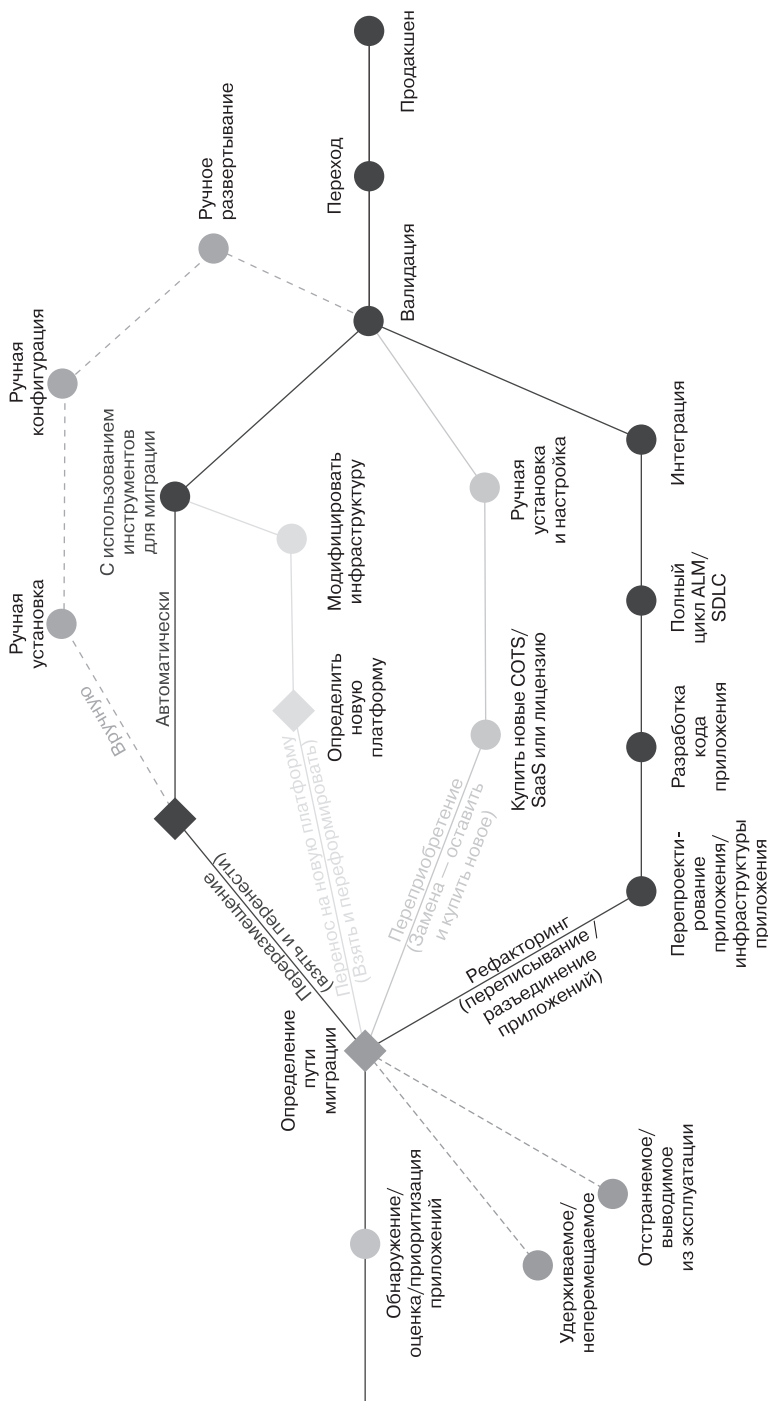 Обнаружение/
оценка/приоритизация
приложений
Определение
пути
миграции
Удерживаемое/
неперемещаемое
Отстраняемое/
выводимое
из эксплуатации
Переразмещение
(взять и перенести)
Вручную
Ручная
установка
Ручная
конфигурация
Ручное
развертывание
Автоматически
С использованием
инструментов
для миграции
Перенос на новую платформу
(Взять и переформировать)
Определить
новую
платформу
Модифицировать
инфраструктуру
Переприобретение
(Замена — оставить
и купить новое)
Купить новые COTS/
SaaS или лицензию
Ручная
установка
и настройка
Рефакторинг
(переписывание /
разъединение
приложений)
Перепроекти-
рование
приложения/
инфраструктуры
приложения
Разработка
кода
приложения
Полный
цикл ALM/
SDLC
Интеграция
Валидация
Переход
Продакшен